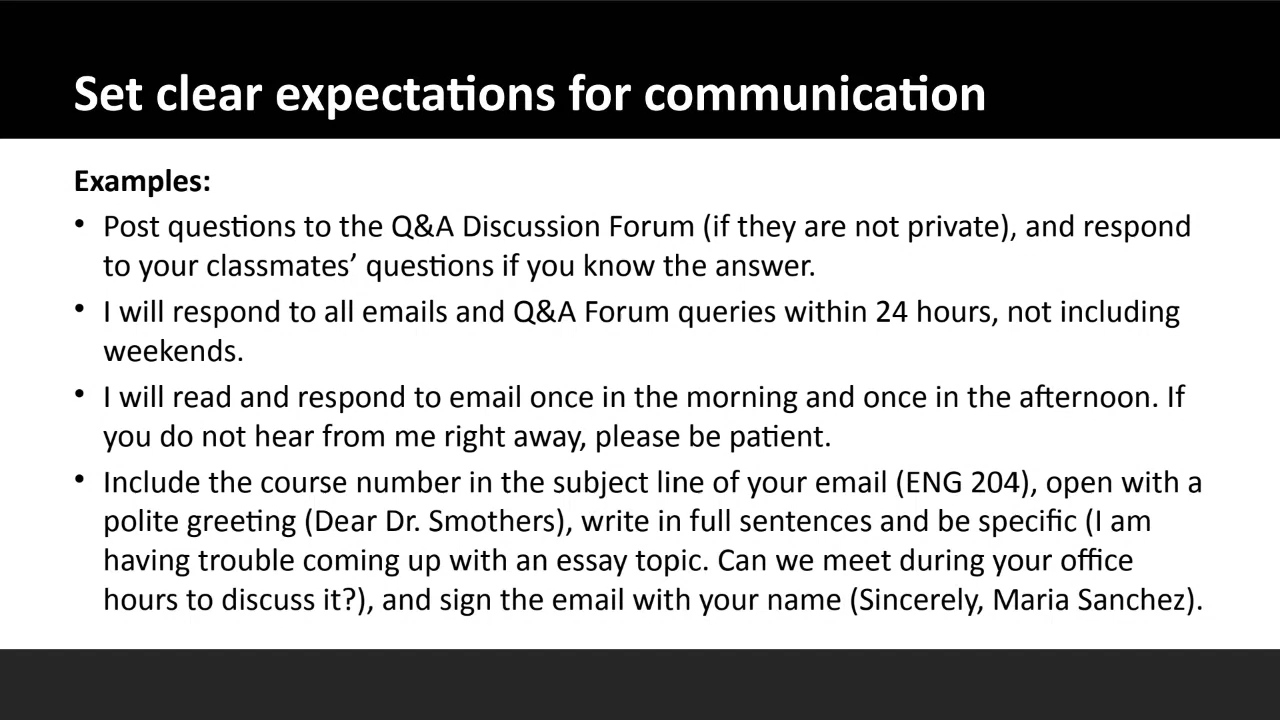 Set clear expectations for communication
Examples:
• Post questions to the Q&A Discussion Forum (if they are not private), and respond
to your classmates’ questions if you know the answer.
• I will respond to all emails and Q&A Forum queries within 24 hours, not including
weekends.
• I will read and respond to email once in the morning and once in the afternoon. If
you do not hear from me right away, please be patient.
• Include the course number in the subject line of your email (ENG 204), open with a
polite greeting (Dear Dr. Smothers), write in full sentences and be specific (I am
having trouble coming up with an essay topic. Can we meet during your office
hours to discuss it?), and sign the email with your name (Sincerely, Maria Sanchez).